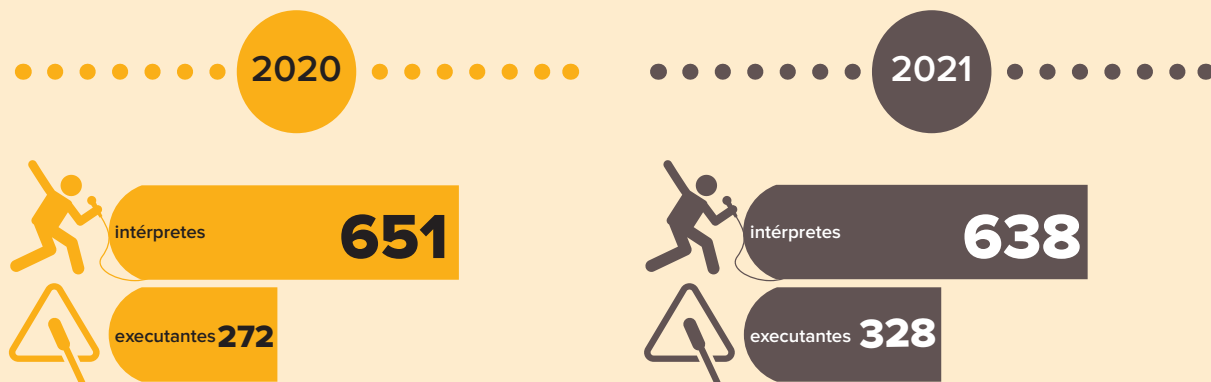 2020
intérpretes 651
executantes 272
2021
intérpretes 638
executantes 328